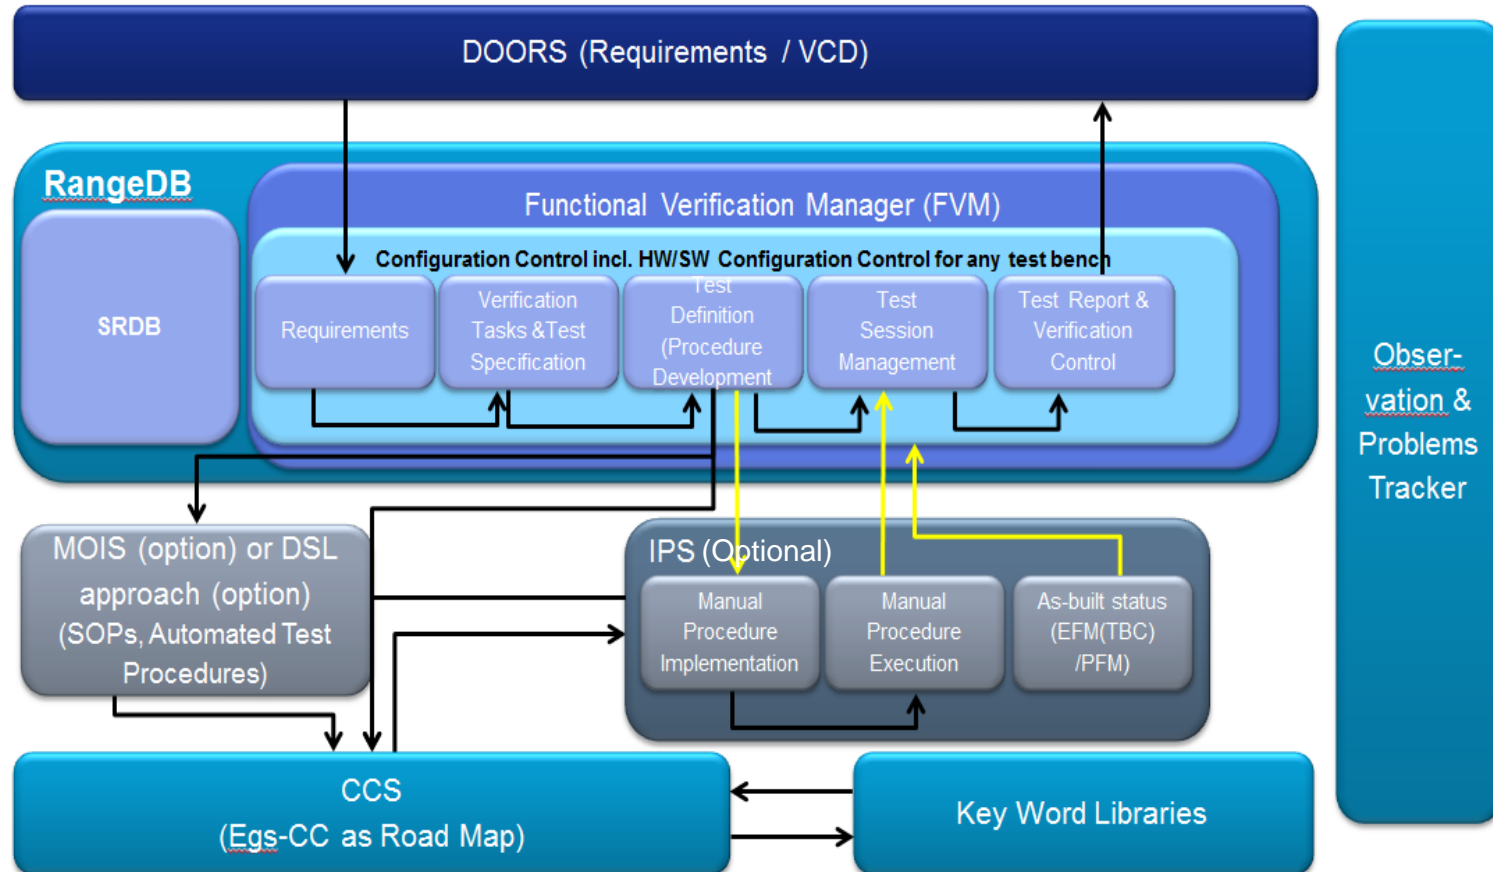 DOORS (Requirements / VCD)
RangeDB
Functional Verification Manager (FVM)
Configuration Control incl. HW/SW Configuration Control for any test bench
SRDB
Requirements
Verification
Tasks &Test
Specification
Test
Definition
(Procedure
Development
Test
Session
Management
Test Report &
Verification
Control
Obser-
vation &
Problems
Tracker
MOIS (option) or DSL
approach (option)
(SOPs, Automated Test
Procedures)
IPS (Optional)
Manual
Procedure
Implementation
Manual
Procedure
Execution
As-built status
(EFM(TBC)
/PFM)
CCS
(Egs-CC as Road Map)
Key Word Libraries